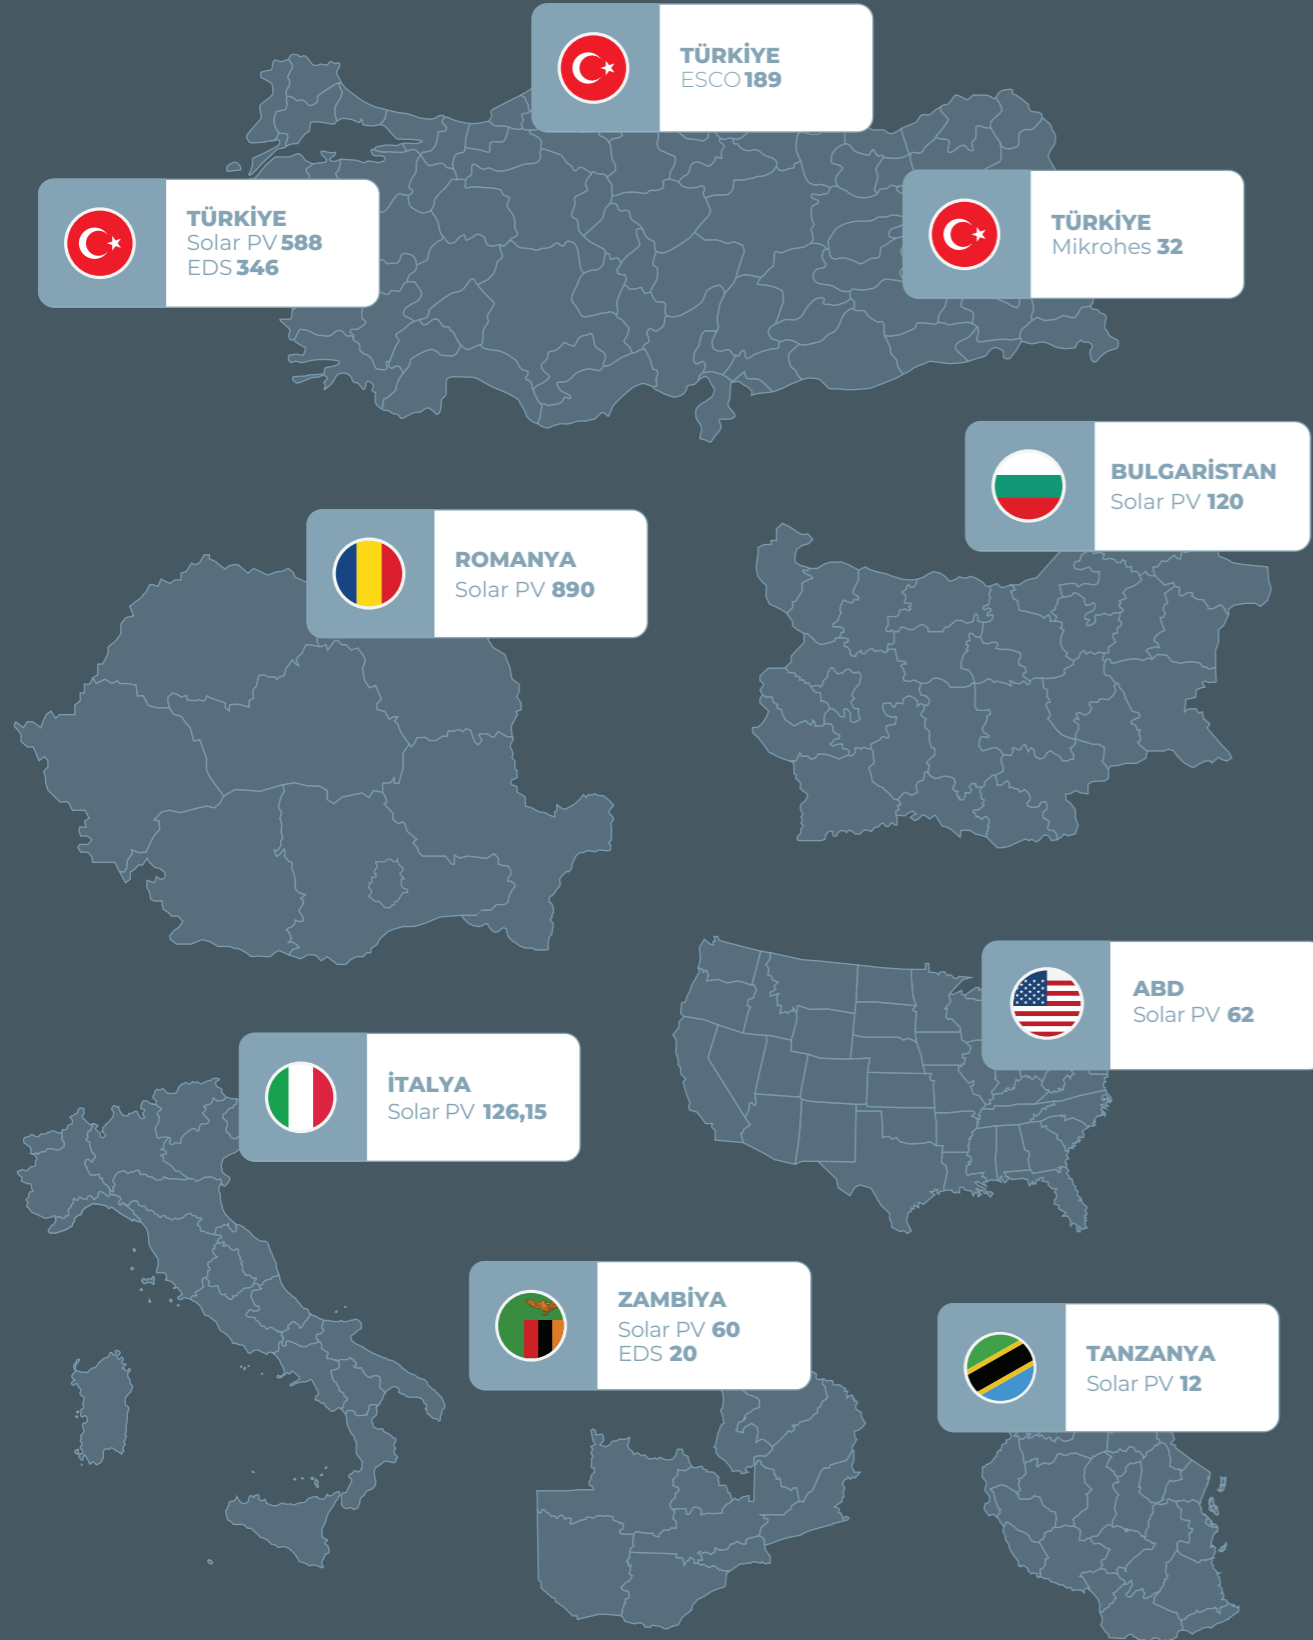 TÜRKİYE
ESCO 189
TÜRKİYE
Solar PV 588
EDS 346
TÜRKİYE
Mikrohes 32
BULGARİSTAN
Solar PV 120
ROMANYA
Solar PV 890
ABD
Solar PV 62
İTALYA
Solar PV 126,15
ZAMBİYA
Solar PV 60
EDS 20
TANZANYA
Solar PV 12